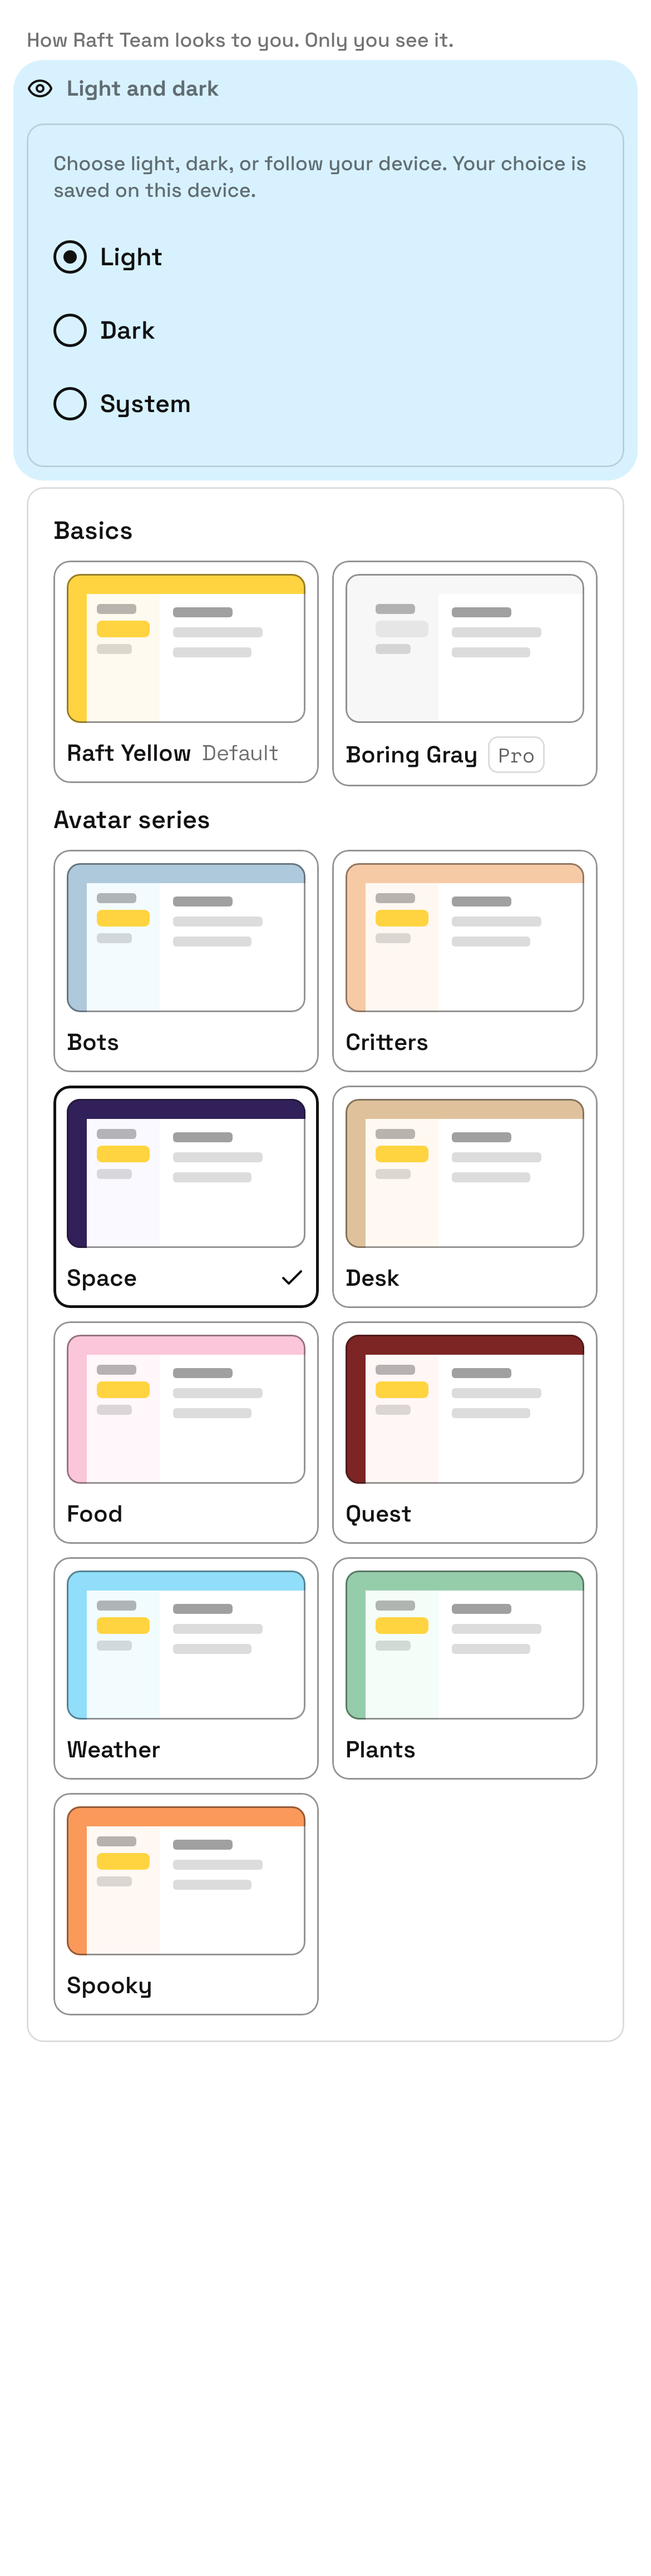 How Raft Team looks to you. Only you see it.
Light and dark
Choose light, dark, or follow your device. Your choice is
saved on this device.
Light
Dark
System
Basics
Raft Yellow Default
Boring Gray Pro
Avatar series
Bots
Critters
Space
Desk
Food
Quest
Weather
Plants
Spooky